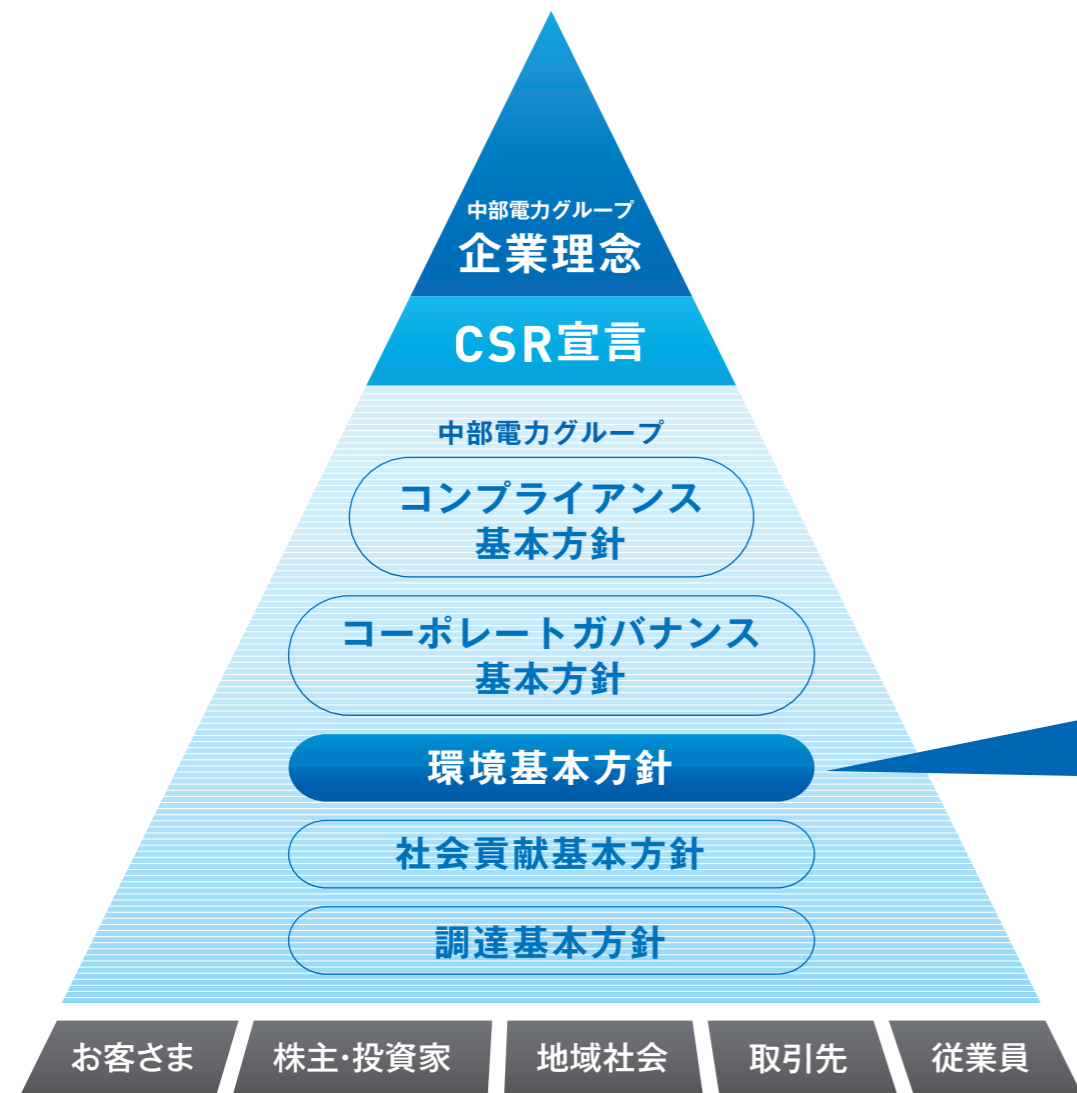 中部電力グループ
企業理念
CSR宣言
中部電力グループ
コンプライアンス
基本方針
コーポレートガバナンス
基本方針
環境基本方針
社会貢献基本方針
調達基本方針
お客さま 株主・投資家 地域社会 取引先 従業員